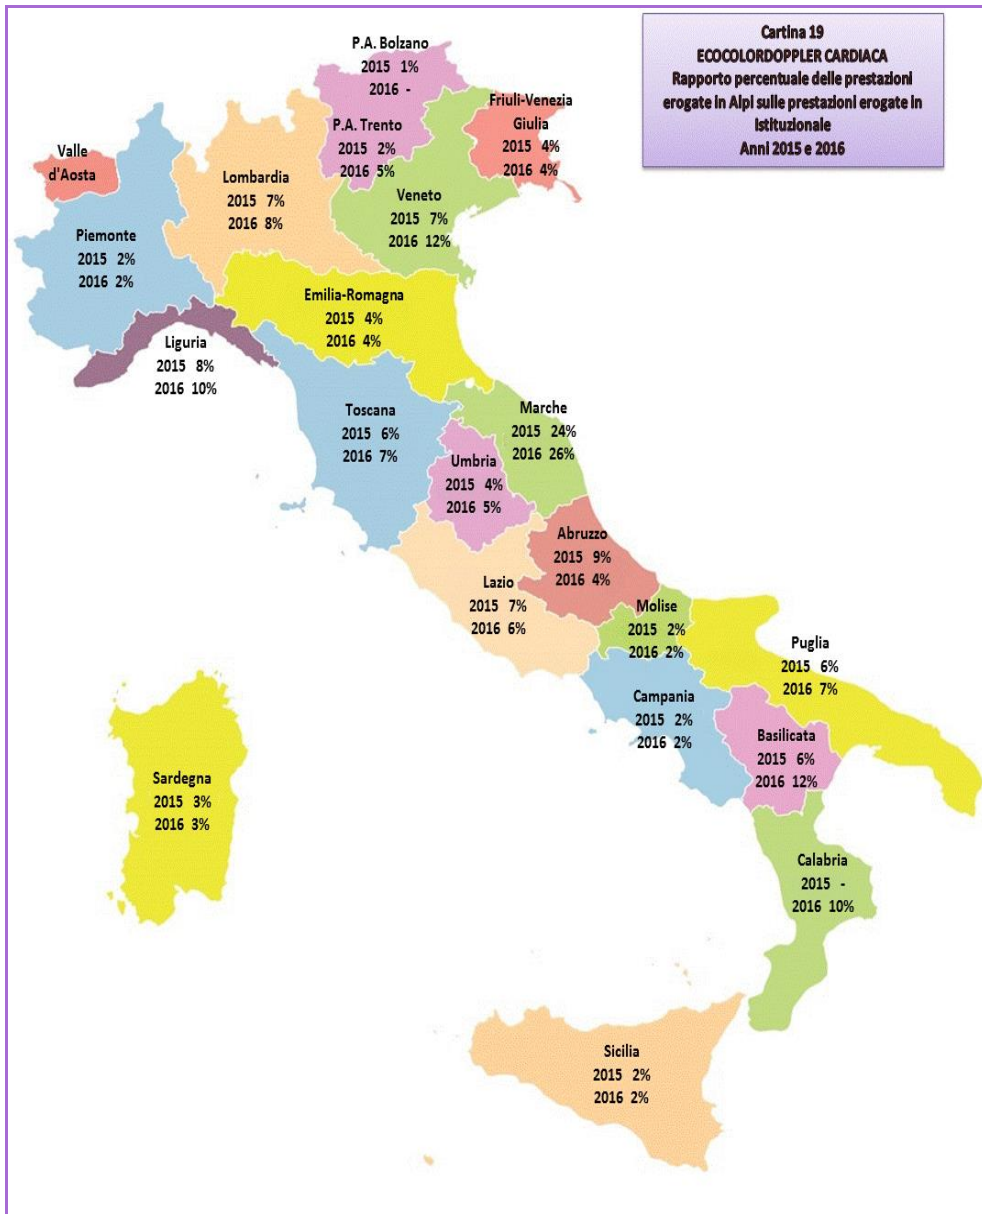 Cartina 19
ECOCOLORDOPPLER CARDIACA
Rapporto percentuale delle prestazioni
erogate in Alpi sulle prestazioni erogate in
Istituzionale
Anni 2015 e 2016
P.A. Bolzano
2015 1%
2016 -
P.A. Trento
2015 2%
2016 5%
Friuli-Venezia
Giulia
2015 4%
2016 4%
Valle
d'Aosta
Lombardia
2015 7%
2016 8%
Veneto
2015 7%
2016 12%
Piemonte
2015 2%
2016 2%
Emilia-Romagna
2015 4%
2016 4%
Liguria
2015 8%
2016 10%
Toscana
2015 6%
2016 7%
Marche
2015 24%
2016 26%
Umbria
2015 4%
2016 5%
Abruzzo
2015 9%
2016 4%
Lazio
2015 7%
2016 6%
Molise
2015 2%
2016 2%
Puglia
2015 6%
2016 7%
Campania
2015 2%
2016 2%
Basilicata
2015 6%
2016 12%
Sardegna
2015 3%
2016 3%
Calabria
2015 -
2016 10%
Sicilia
2015 2%
2016 2%